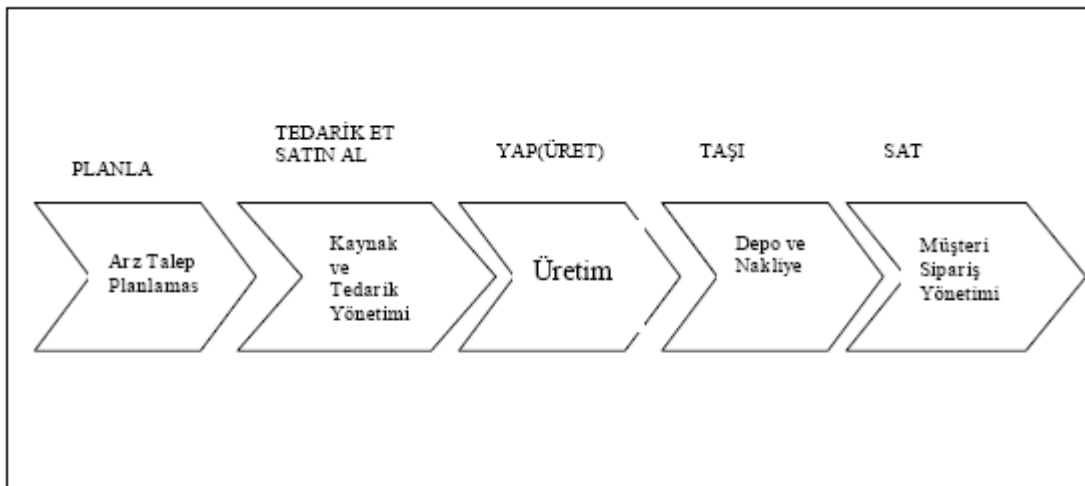 PLANLA
TEDARİK ET
SATIN AL
YAP(ÜRET)
TAŞI
SAT
Arz Talep
Planlamas
Kaynak
ve
Tedarik
Yönetimi
Üretim
Depo ve
Nakliye
Müşteri
Sipariş
Yönetimi